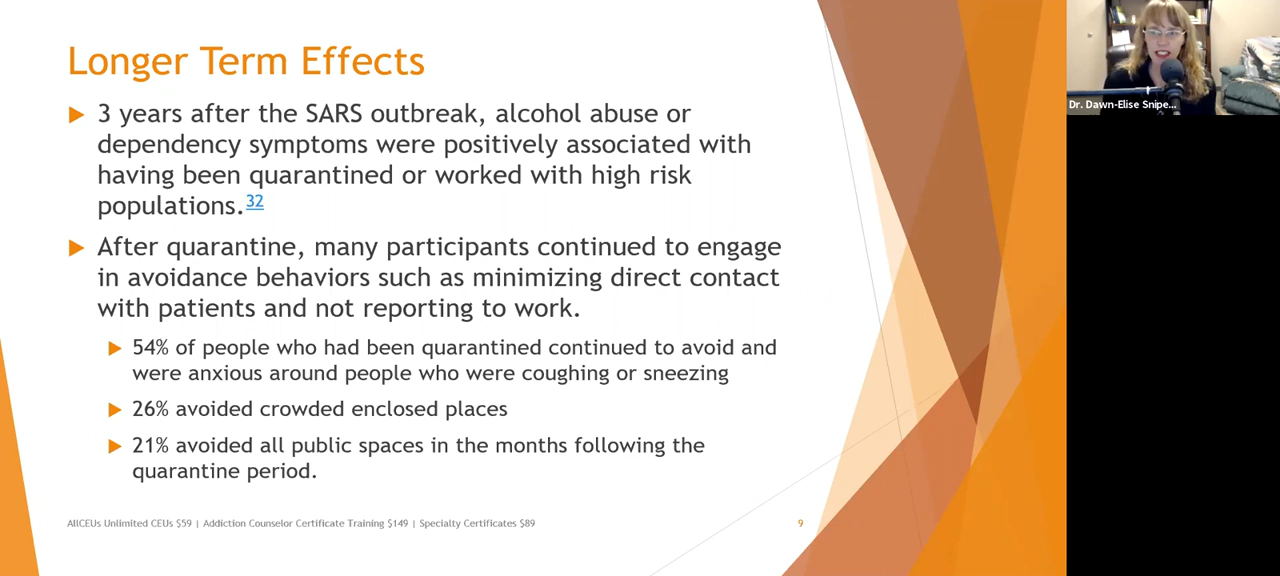 Longer Term Effects
3 years after the SARS outbreak, alcohol abuse or
dependency symptoms were positively associated with
having been quarantined or worked with high risk
populations.32
After quarantine, many participants continued to engage
in avoidance behaviors such as minimizing direct contact
with patients and not reporting to work.
54% of people who had been quarantined continued to avoid and
were anxious around people who were coughing or sneezing
26% avoided crowded enclosed places
21% avoided all public spaces in the months following the
quarantine period.
AllCEUs Unlimited CEUs $59 | Addiction Counselor Certificate Training $149 | Specialty Certificates $89
9
Dr. Dawn-Elise Snipe...